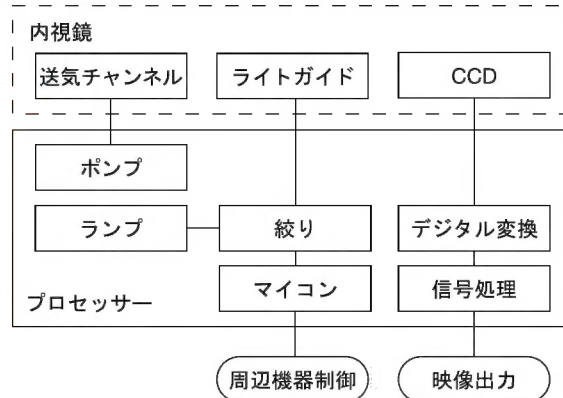 内視鏡
送気チャンネル
ライトガイド
CCD
ポンプ
ランプ
絞り
デジタル変換
マイコン
信号処理
プロセッサー
周辺機器制御
映像出力